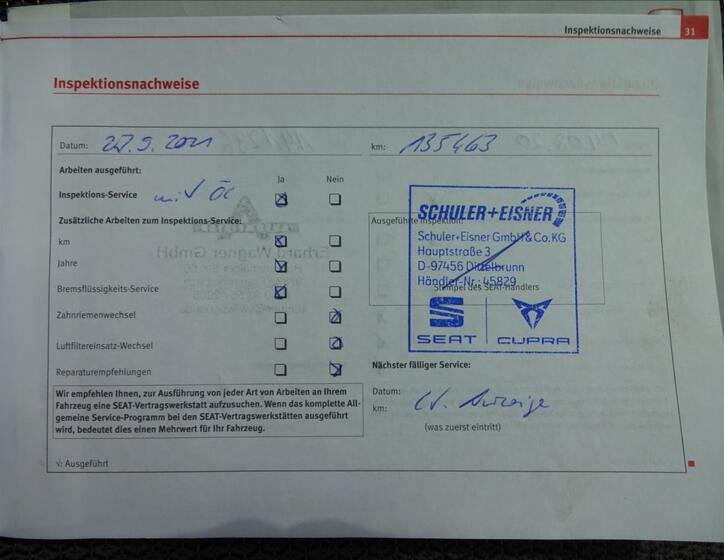 Inspektionsnachweise 31
Inspektionsnachweise
Datum: 27.9.2021 km: 135463
Arbeiten ausgeführt: Ja Nein
Inspektions-Service mit Öl
Zusätzliche Arbeiten zum Inspektions-Service:
km
Jahre
Bremsflüssigkeits-Service
Zahnriemenwechsel
Luftfiltereinsatz-Wechsel
Reparaturempfehlungen
Ausgeführte Inspektion:
SCHULER+EISNER
Schuler+Eisner GmbH & Co.KG
Hauptstraße 3
D-97456 Dittelbrunn
Händler-Nr.: 45829
Stempel des SEAT-Händlers
SEAT CUPRA
Nächster fälliger Service:
Datum:
km: lt. Anzeige
(was zuerst eintritt)
Wir empfehlen Ihnen, zur Ausführung von jeder Art von Arbeiten an Ihrem
Fahrzeug eine SEAT-Vertragswerkstatt aufzusuchen. Wenn das komplette All-
gemeine Service-Programm bei den SEAT-Vertragswerkstätten ausgeführt
wird, bedeutet dies einen Mehrwert für Ihr Fahrzeug.
√: Ausgeführt